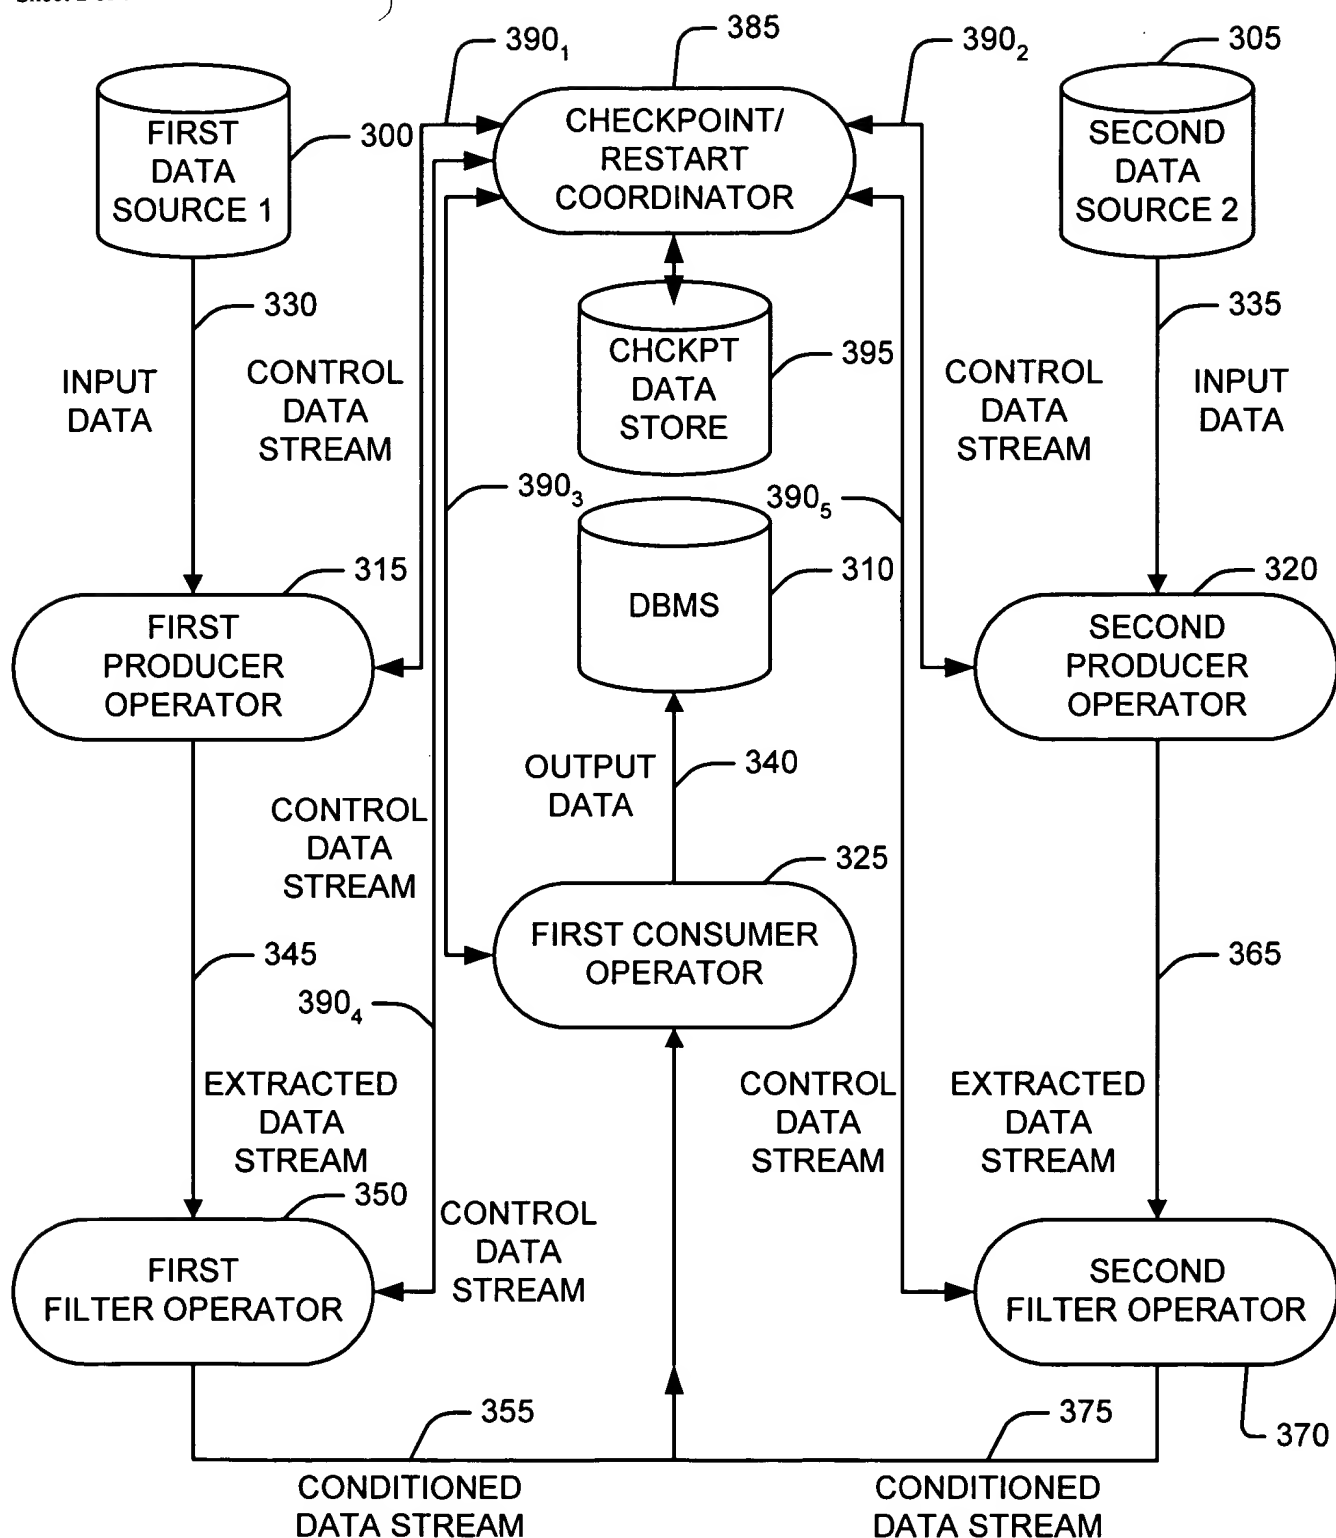 390₁
385
390₂
305
FIRST
DATA
SOURCE 1
300
CHECKPOINT/
RESTART
COORDINATOR
SECOND
DATA
SOURCE 2
330
335
INPUT
DATA
CONTROL
DATA
STREAM
CHCKPT
DATA
STORE
395
CONTROL
DATA
STREAM
INPUT
DATA
390₃
390₅
315
DBMS
310
320
FIRST
PRODUCER
OPERATOR
SECOND
PRODUCER
OPERATOR
OUTPUT
DATA
340
CONTROL
DATA
STREAM
325
FIRST CONSUMER
OPERATOR
345
365
390₄
EXTRACTED
DATA
STREAM
CONTROL
DATA
STREAM
EXTRACTED
DATA
STREAM
350
CONTROL
DATA
STREAM
FIRST
FILTER OPERATOR
SECOND
FILTER OPERATOR
355
375
370
CONDITIONED
DATA STREAM
CONDITIONED
DATA STREAM